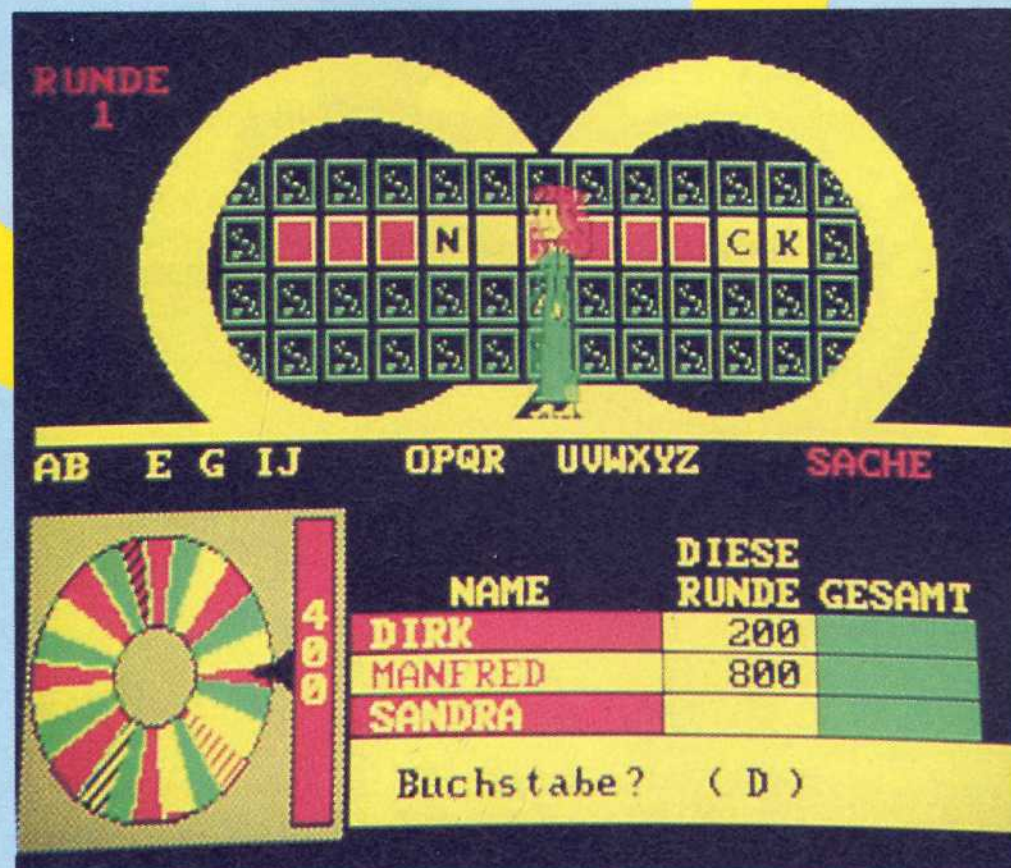 RUNDE
1
N C K
AB E G IJ OPQR UVWXYZ SACHE
400
DIESE
NAME RUNDE GESAMT
DIRK 200
MANFRED 800
SANDRA
Buchstabe? ( D )